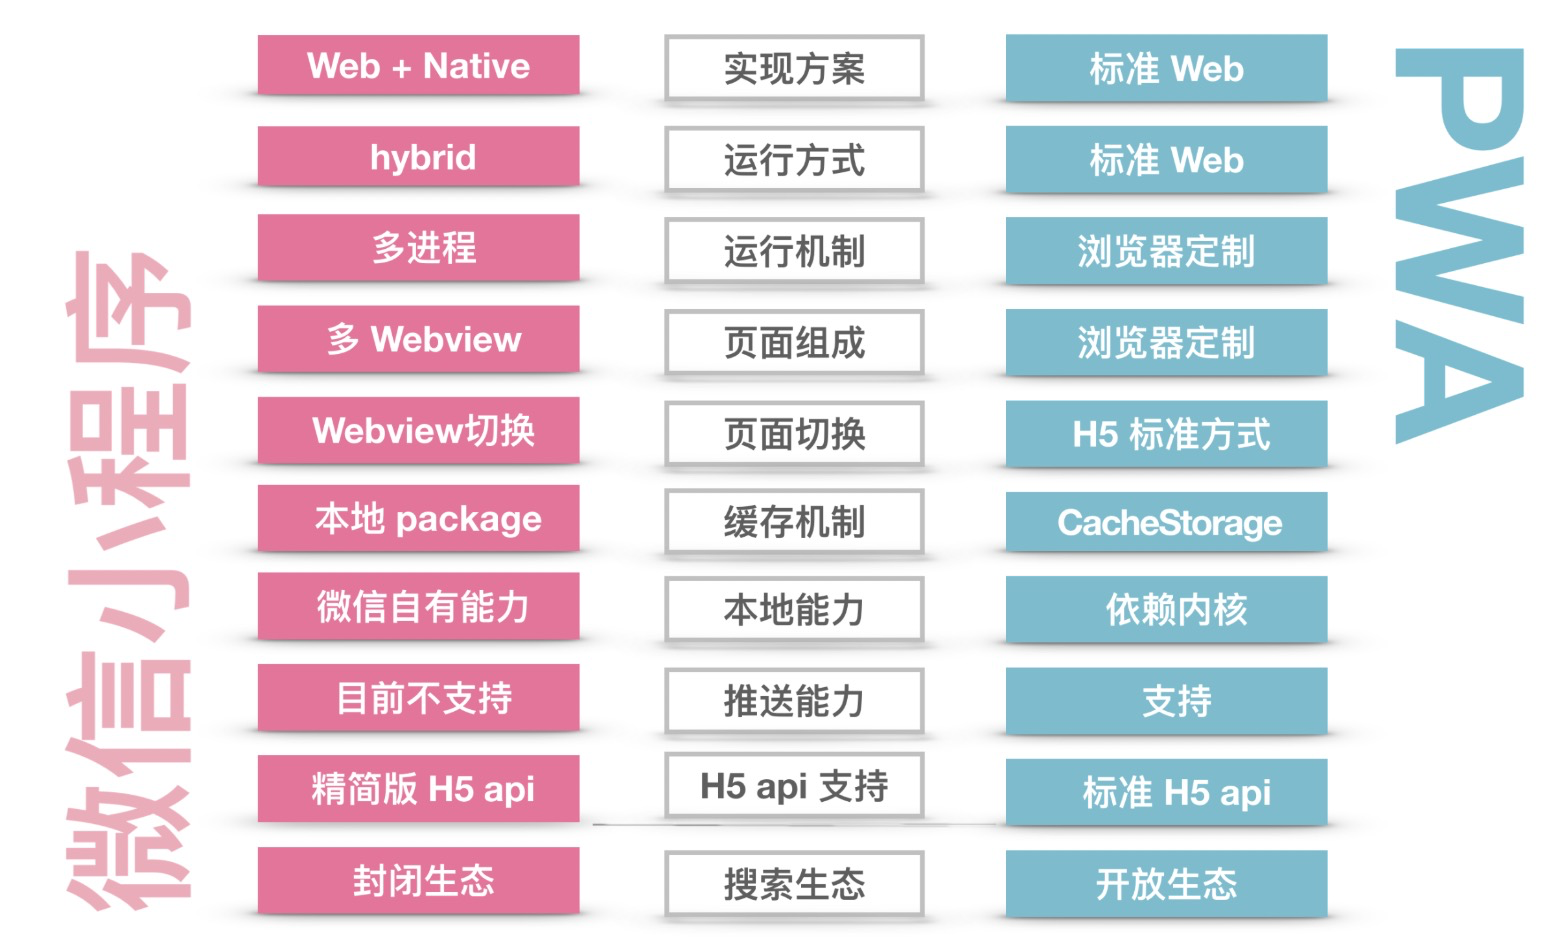 微信小程序
PWA
Web + Native
实现方案
标准 Web
hybrid
运行方式
标准 Web
多进程
运行机制
浏览器定制
多 Webview
页面组成
浏览器定制
Webview切换
页面切换
H5 标准方式
本地 package
缓存机制
CacheStorage
微信自有能力
本地能力
依赖内核
目前不支持
推送能力
支持
精简版 H5 api
H5 api 支持
标准 H5 api
封闭生态
搜索生态
开放生态